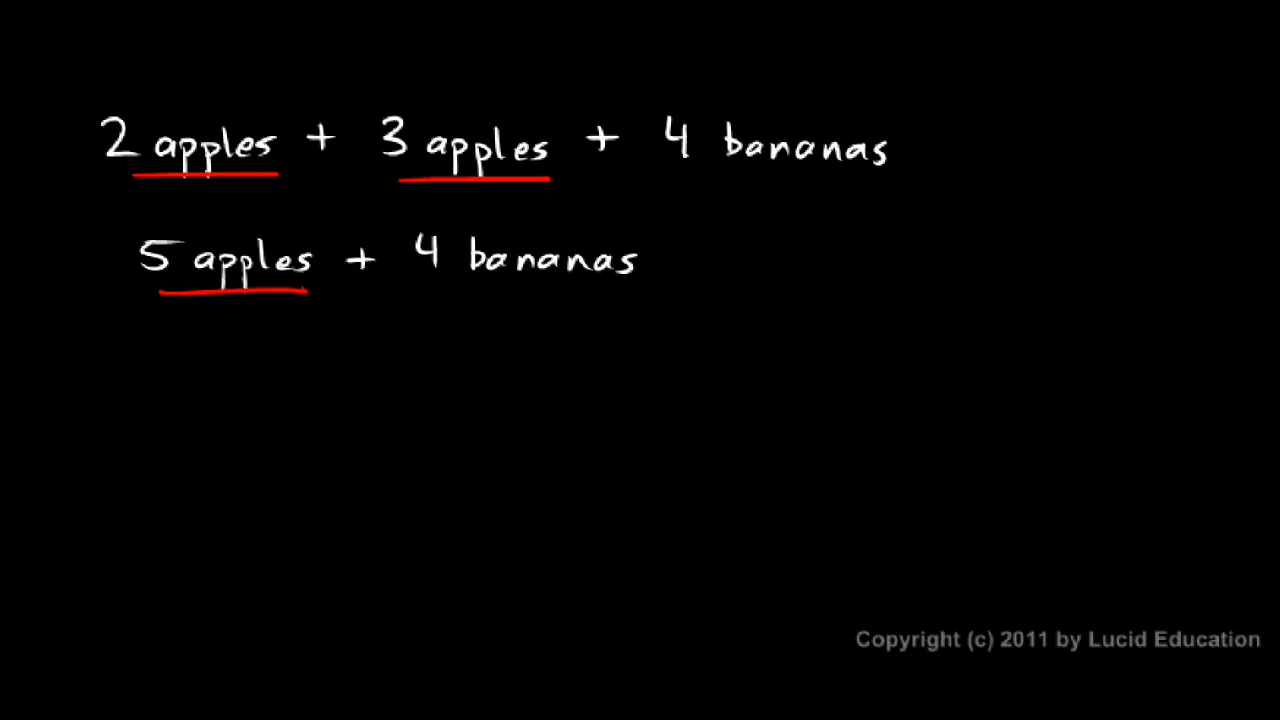 2 apples + 3 apples + 4 bananas
5 apples + 4 bananas
Copyright (c) 2011 by Lucid Education